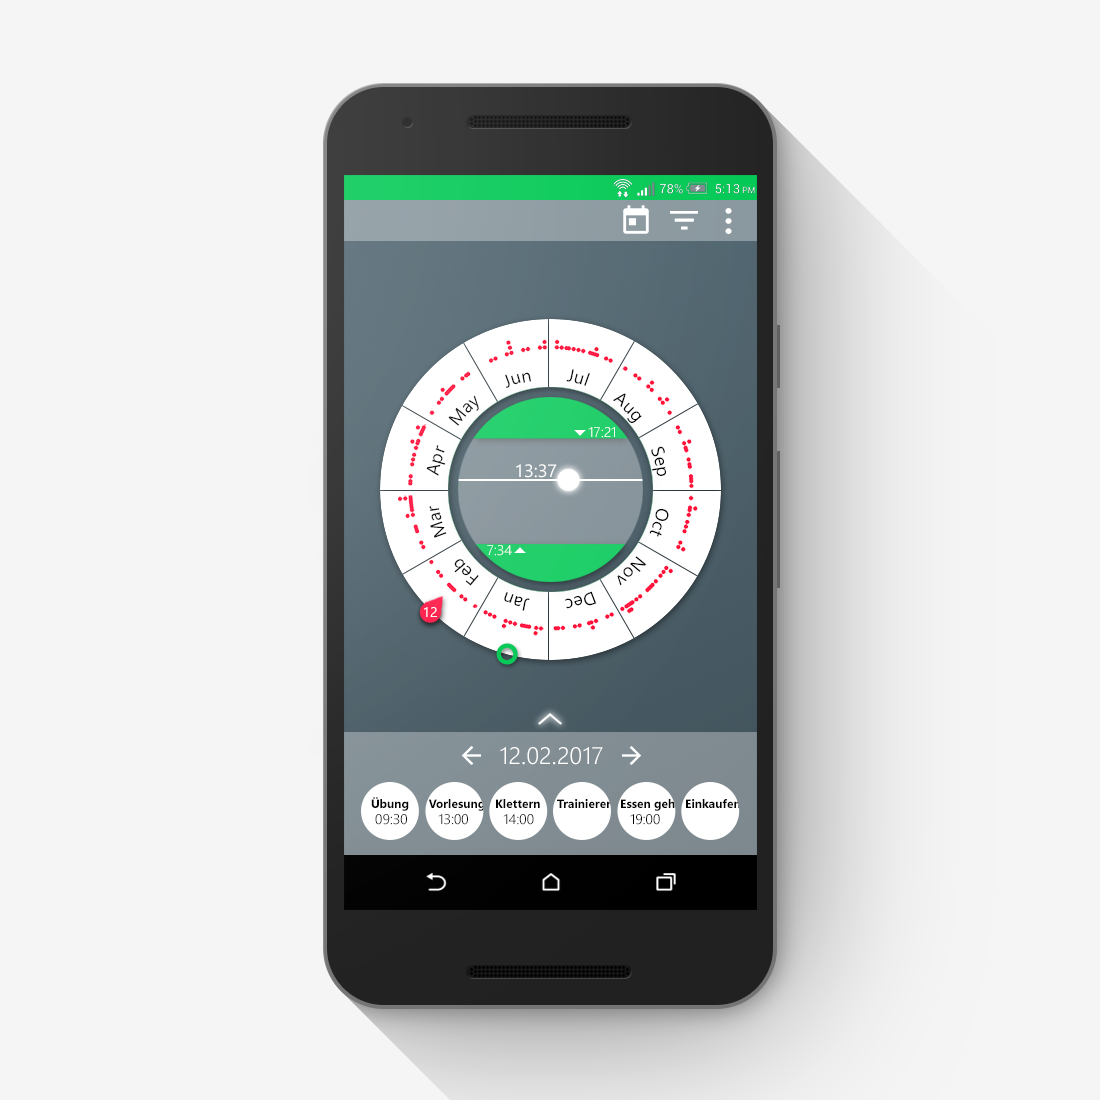 78% 5:13 PM
Jun
Jul
May
Aug
Apr
Sep
Mar
Oct
Feb
Nov
Jan
Dec
17:21
13:37
7:34
12
12.02.2017
Übung
09:30
Vorlesung
13:00
Klettern
14:00
Trainieren
Essen geh
19:00
Einkaufen